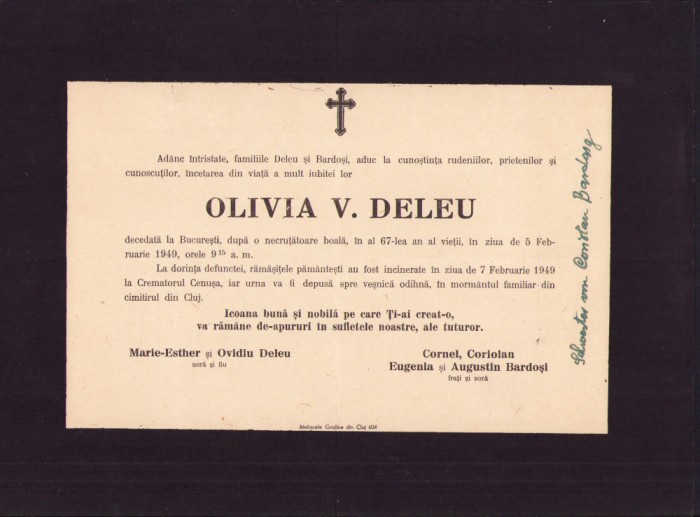 Adânc întristate, familiile Deleu și Bardoși, aduc la cunoștința rudeniilor, prietenilor și
cunoscuților, încetarea din viață a mult iubitei lor
OLIVIA V. DELEU
decedată la București, după o necruțătoare boală, în al 67-lea an al vieții, în ziua de 5 Feb-
ruarie 1949, orele 9 15 a. m.
La dorința defunctei, rămășițele pământești au fost incinerate în ziua de 7 Februarie 1949
la Crematorul Cenușa, iar urna va fi depusă spre veșnică odihnă, în mormântul familiar din
cimitirul din Cluj.
Icoana bună și nobilă pe care Ți-ai creat-o,
va rămâne de-apururi în sufletele noastre, ale tuturor.
Marie-Esther și Ovidiu Deleu
noră și fiu
Cornel, Coriolan
Eugenia și Augustin Bardoși
frați și soră
Atelierele Grafice din Cluj 404
Schwester von Coriolan Bardosy